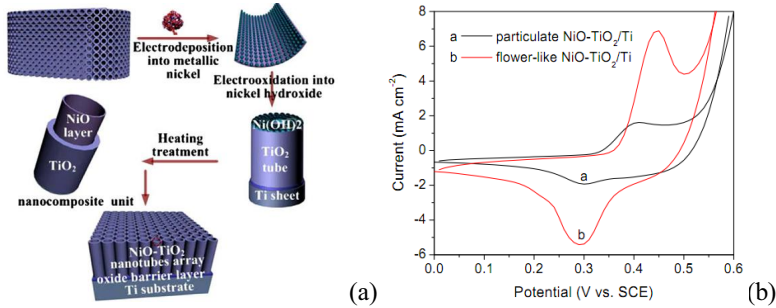 Electrodeposition
into metallic
nickel
Electrooxidation into
nickel hydroxide
Ni(OH)2
TiO2
tube
Ti sheet
Heating
treatment
NiO
layer
TiO2
nanocomposite unit
NiO-TiO2
nanotubes array
oxide barrier layer
Ti substrate
(a)
a particulate NiO-TiO2/Ti
b flower-like NiO-TiO2/Ti
Current (mA cm-2)
8
6
4
2
0
-2
-4
-6
a
b
0.0 0.1 0.2 0.3 0.4 0.5 0.6
Potential (V vs. SCE)
(b)